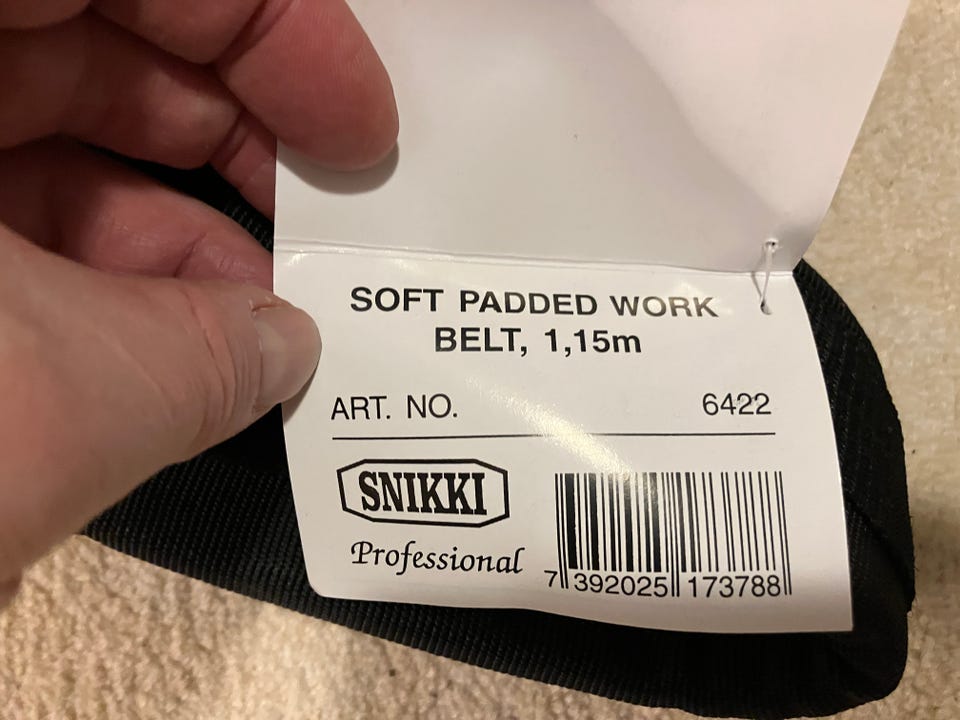 SOFT PADDED WORK
BELT, 1,15m
ART. NO. 6422
SNIKKI
Professional
7 392025 173788